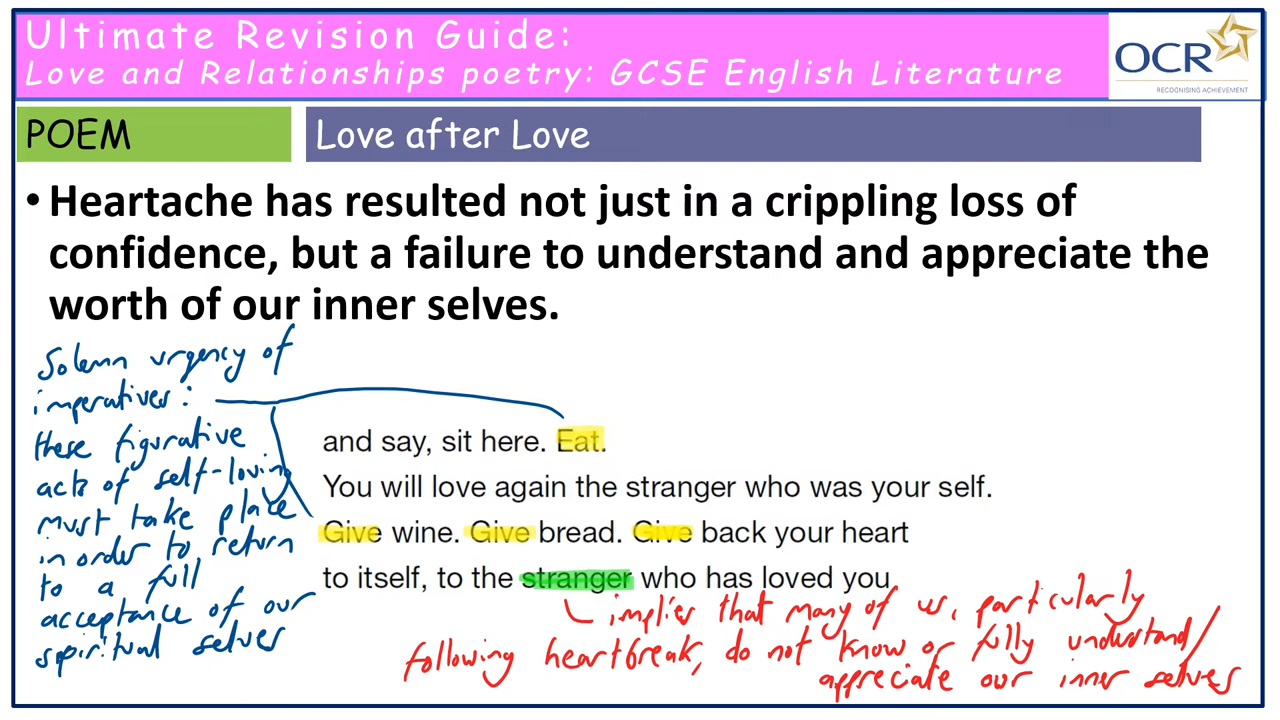 Ultimate Revision Guide:
Love and Relationships poetry: GCSE English Literature
OCR
RECOGNISING ACHIEVEMENT
POEM
Love after Love
• Heartache has resulted not just in a crippling loss of
confidence, but a failure to understand and appreciate the
worth of our inner selves.
Solemn urgency of
imperatives:
these figurative
acts of self-loving
must take place
in order to return
to a full
acceptance of our
spiritual selves
and say, sit here. Eat.
You will love again the stranger who was your self.
Give wine. Give bread. Give back your heart
to itself, to the stranger who has loved you
implies that many of us, particularly
following heartbreak, do not know or fully understand/
appreciate our inner selves